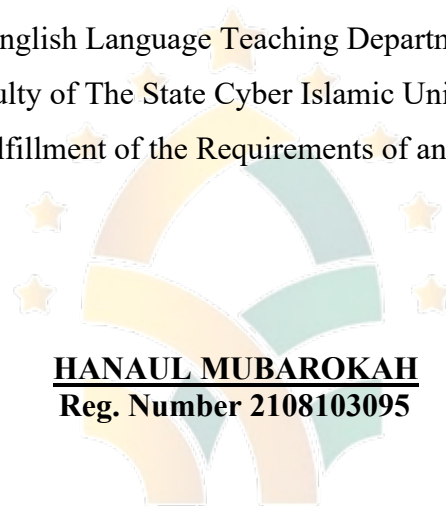 nglish Language Teaching Departm
ulty of The State Cyber Islamic Uni
lfillment of the Requirements of an
HANAUL MUBAROKAH
Reg. Number 2108103095